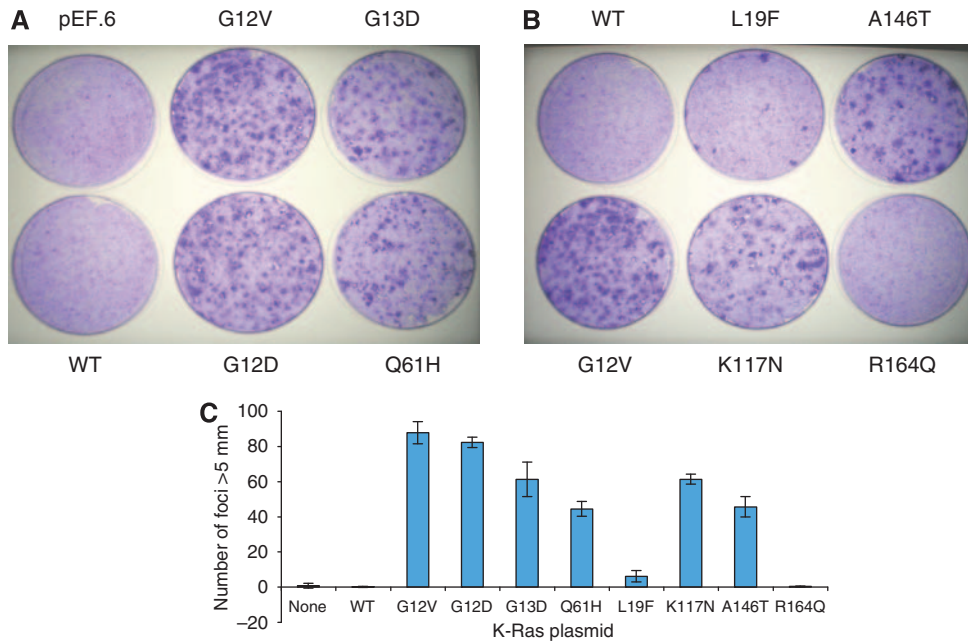 A pEF.6 G12V G13D
WT G12D Q61H
B WT L19F A146T
G12V K117N R164Q
C
Number of foci >5 mm
100
80
60
40
20
0
−20
None WT G12V G12D G13D Q61H L19F K117N A146T R164Q
K-Ras plasmid